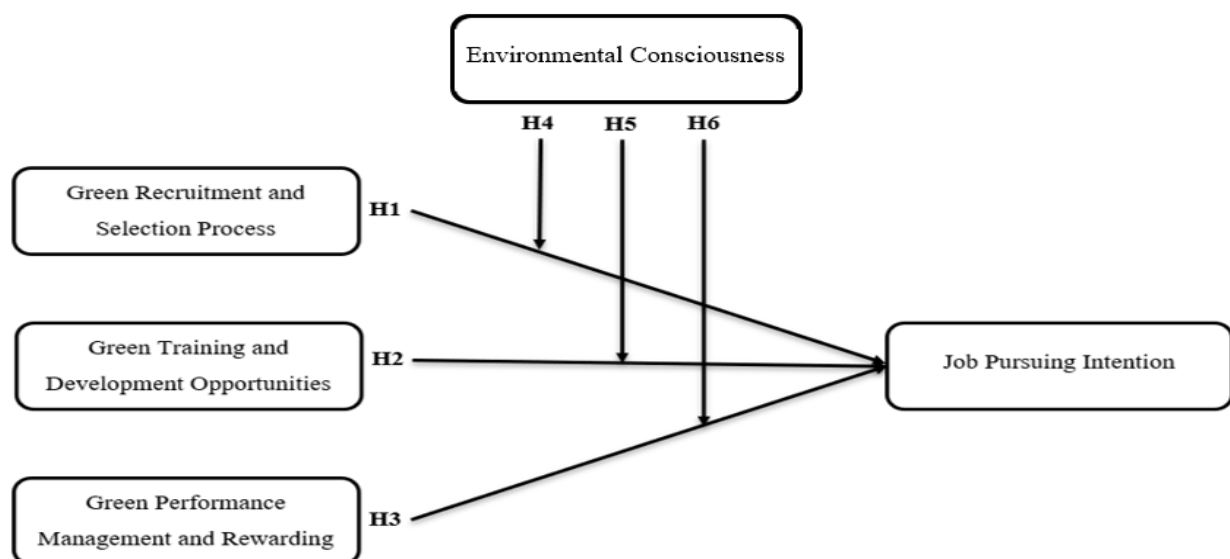 Environmental Consciousness
H4 H5 H6
Green Recruitment and
Selection Process
H1
Green Training and
Development Opportunities
H2
Job Pursuing Intention
Green Performance
Management and Rewarding
H3